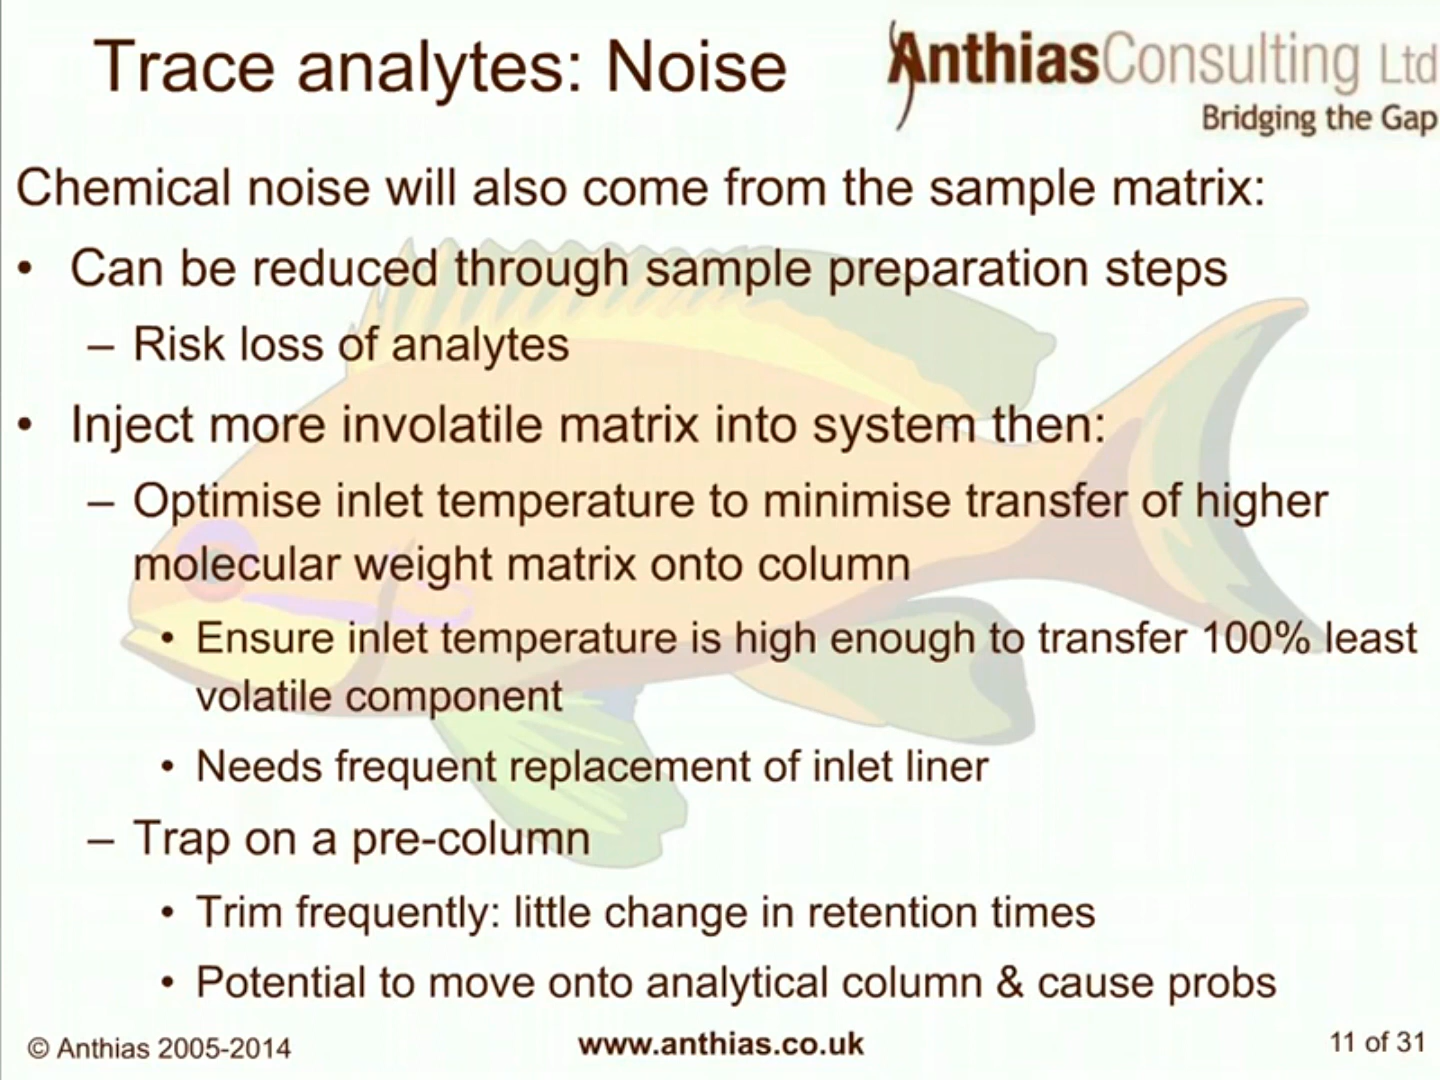 Trace analytes: Noise
AnthiasConsulting Ltd
Bridging the Gap
Chemical noise will also come from the sample matrix:
• Can be reduced through sample preparation steps
– Risk loss of analytes
• Inject more involatile matrix into system then:
– Optimise inlet temperature to minimise transfer of higher
molecular weight matrix onto column
• Ensure inlet temperature is high enough to transfer 100% least
volatile component
• Needs frequent replacement of inlet liner
– Trap on a pre-column
• Trim frequently: little change in retention times
• Potential to move onto analytical column & cause probs
© Anthias 2005-2014
www.anthias.co.uk
11 of 31